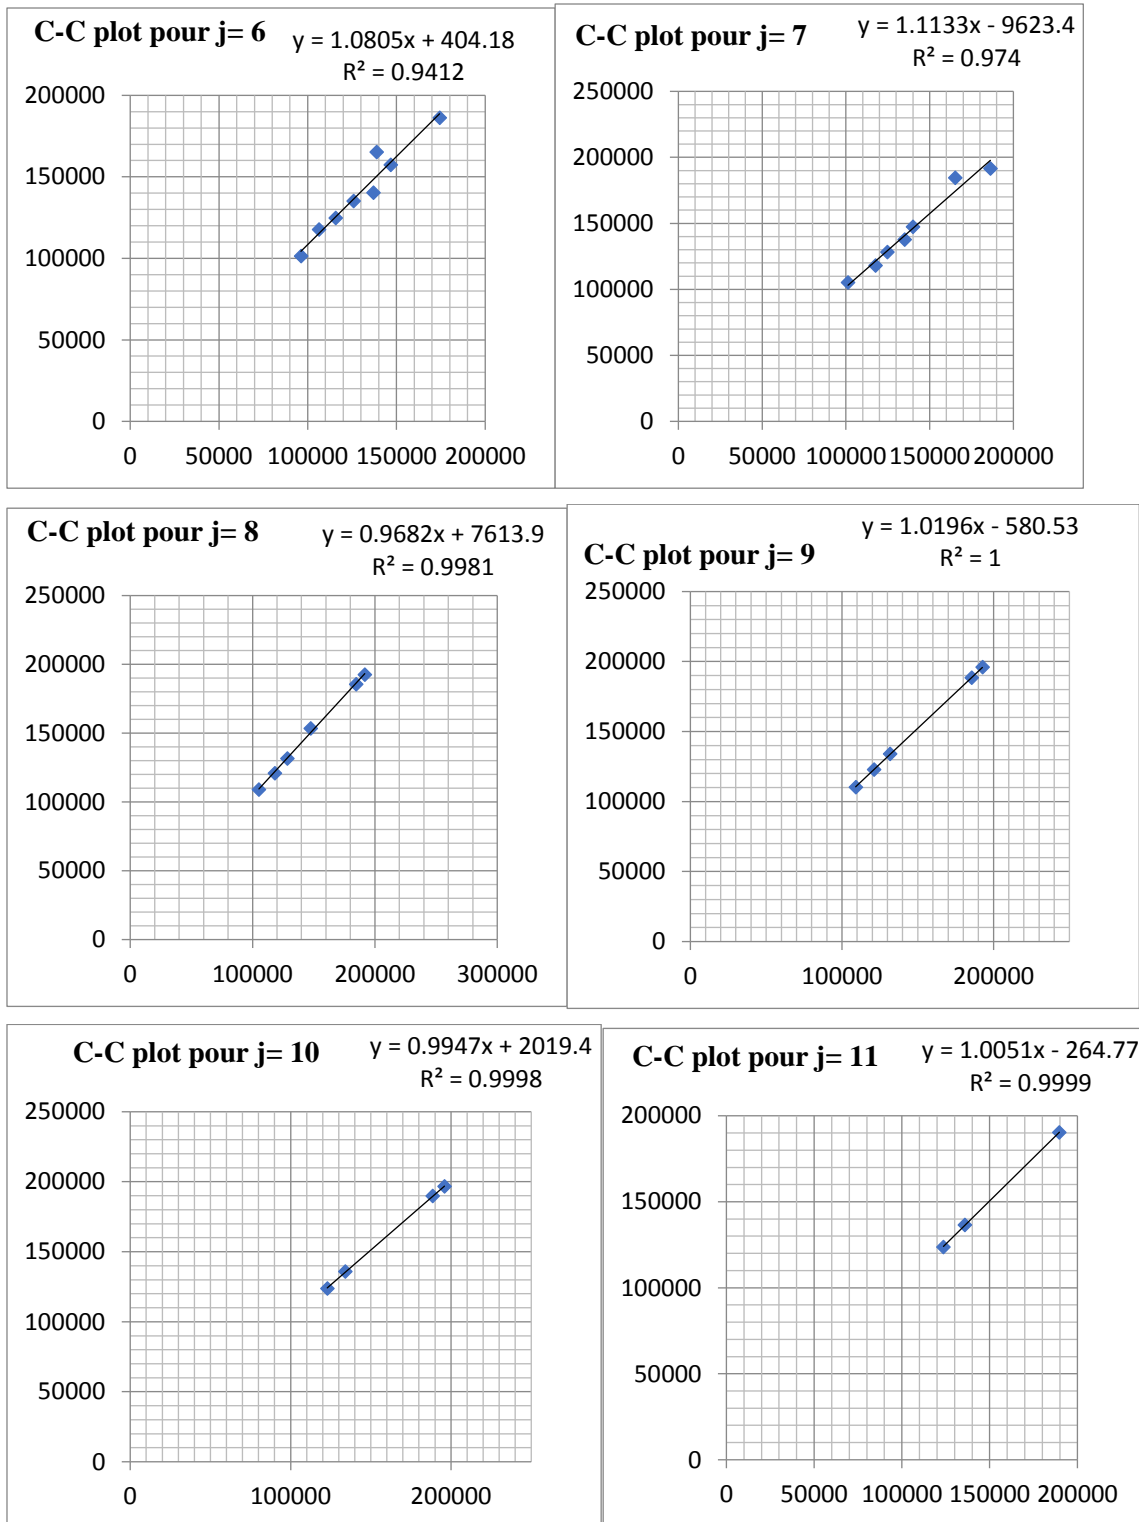 C-C plot pour j= 6
y = 1.0805x + 404.18
R² = 0.9412
200000
150000
100000
50000
0
0 50000 100000 150000 200000
C-C plot pour j= 7
y = 1.1133x - 9623.4
R² = 0.974
250000
200000
150000
100000
50000
0
0 50000 100000 150000 200000
C-C plot pour j= 8
y = 0.9682x + 7613.9
R² = 0.9981
250000
200000
150000
100000
50000
0
0 100000 200000 300000
C-C plot pour j= 9
y = 1.0196x - 580.53
R² = 1
250000
200000
150000
100000
50000
0
0 100000 200000
C-C plot pour j= 10
y = 0.9947x + 2019.4
R² = 0.9998
250000
200000
150000
100000
50000
0
0 100000 200000
C-C plot pour j= 11
y = 1.0051x - 264.77
R² = 0.9999
200000
150000
100000
50000
0
0 50000 100000 150000 200000